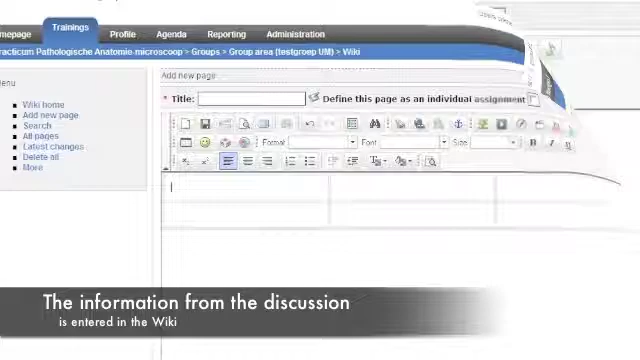 mepage Trainings Profile Agenda Reporting Administration
racticum Pathologische Anatomie-microscoop > Groups > Group area (testgroep UM) > Wiki
enu
Wiki home
Add new page
Search
All pages
Latest changes
Delete all
More
Add new page
* Title: Define this page as an individual assignment
Format Font Size B I U
The information from the discussion
is entered in the Wiki